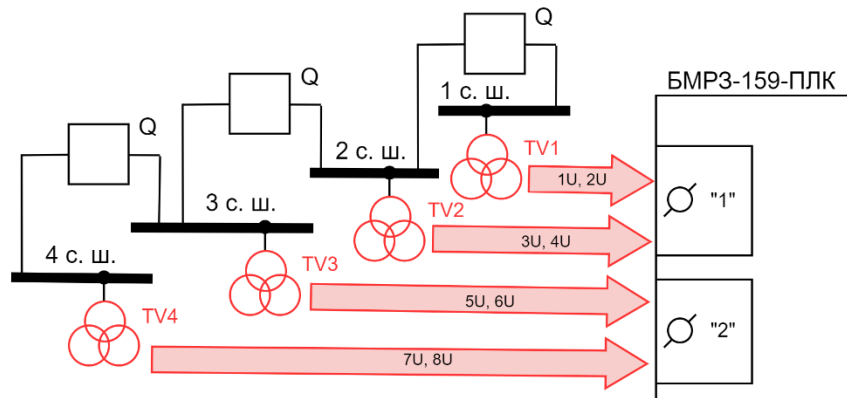 Q
БМРЗ-159-ПЛК
Q
1 с. ш.
Q
2 с. ш.
TV1
1U, 2U
"1"
3 с. ш.
TV2
3U, 4U
4 с. ш.
TV3
5U, 6U
TV4
"2"
7U, 8U